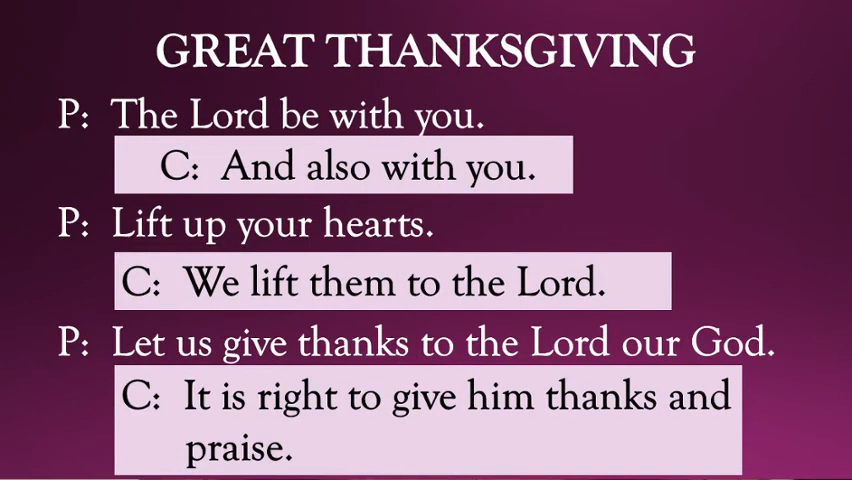 GREAT THANKSGIVING
P: The Lord be with you.
C: And also with you.
P: Lift up your hearts.
C: We lift them to the Lord.
P: Let us give thanks to the Lord our God.
C: It is right to give him thanks and
praise.